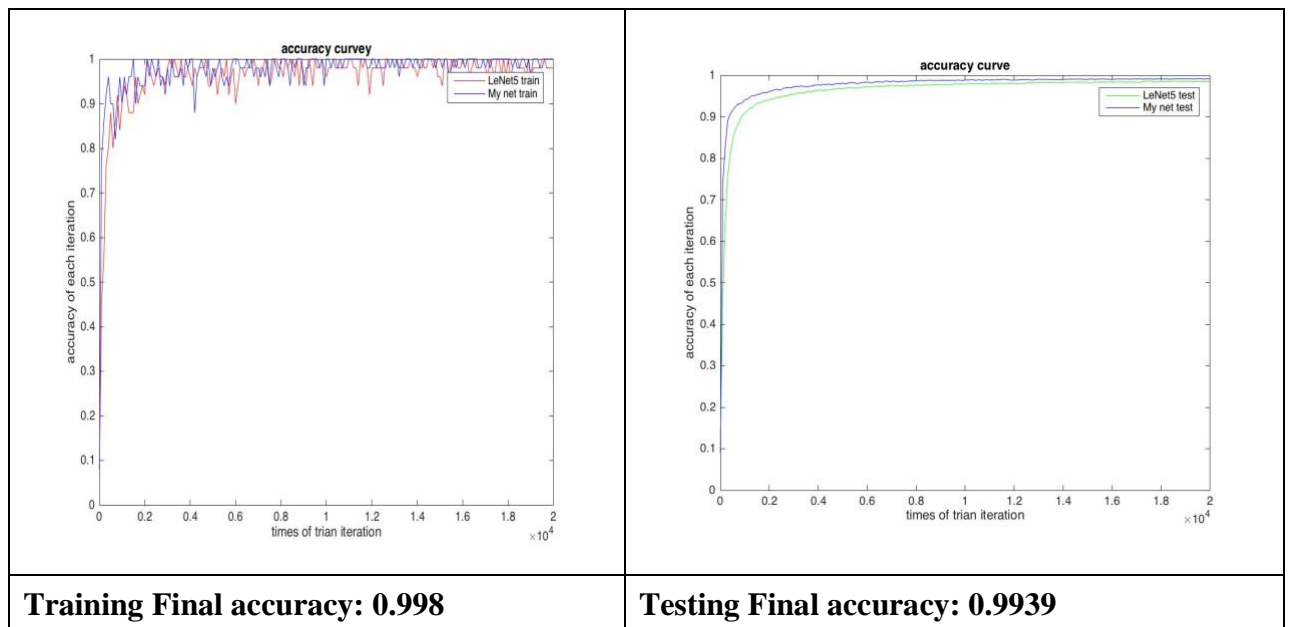 accuracy curvey
LeNet5 train
My net train
accuracy of each iteration
1
0.9
0.8
0.7
0.6
0.5
0.4
0.3
0.2
0.1
0
0 0.2 0.4 0.6 0.8 1 1.2 1.4 1.6 1.8 2
times of trian iteration
×10⁴
accuracy curve
LeNet5 test
My net test
accuracy of each iteration
1
0.9
0.8
0.7
0.6
0.5
0.4
0.3
0.2
0.1
0
0 0.2 0.4 0.6 0.8 1 1.2 1.4 1.6 1.8 2
times of trian iteration
×10⁴
Training Final accuracy: 0.998
Testing Final accuracy: 0.9939